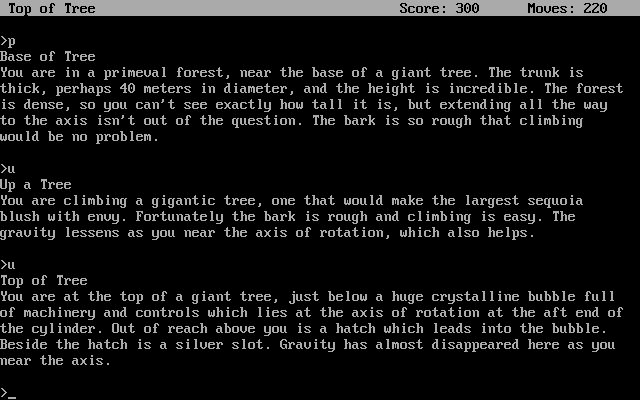 Top of Tree Score: 300 Moves: 220
>p
Base of Tree
You are in a primeval forest, near the base of a giant tree. The trunk is
thick, perhaps 40 meters in diameter, and the height is incredible. The forest
is dense, so you can't see exactly how tall it is, but extending all the way
to the axis isn't out of the question. The bark is so rough that climbing
would be no problem.
>u
Up a Tree
You are climbing a gigantic tree, one that would make the largest sequoia
blush with envy. Fortunately the bark is rough and climbing is easy. The
gravity lessens as you near the axis of rotation, which also helps.
>u
Top of Tree
You are at the top of a giant tree, just below a huge crystalline bubble full
of machinery and controls which lies at the axis of rotation at the aft end of
the cylinder. Out of reach above you is a hatch which leads into the bubble.
Beside the hatch is a silver slot. Gravity has almost disappeared here as you
near the axis.
>_